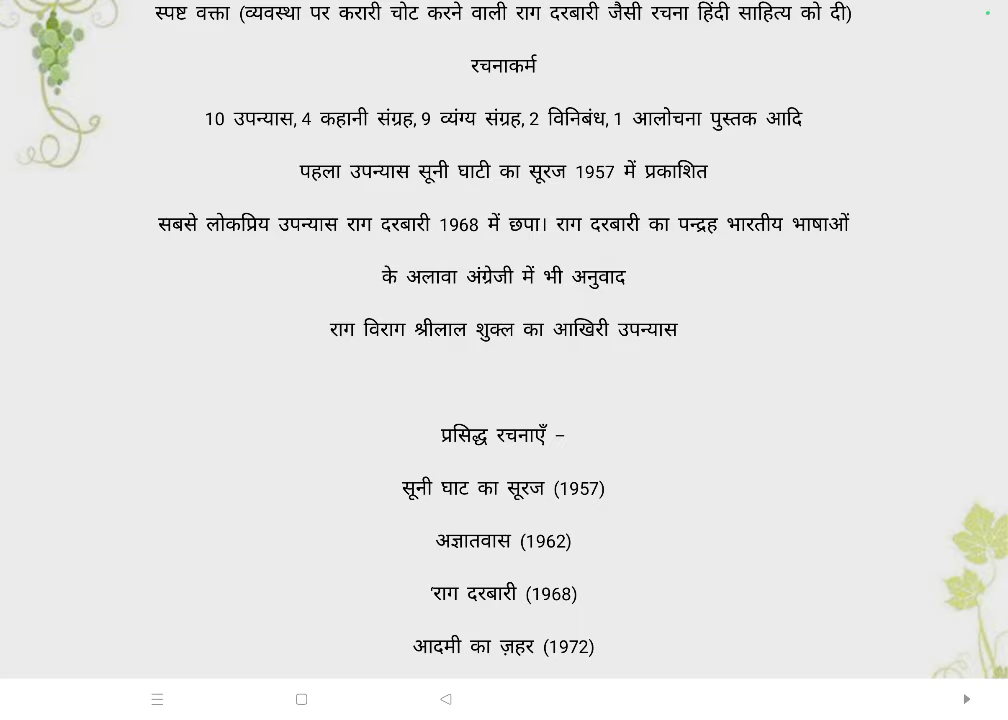 स्पष्ट वक्ता (व्यवस्था पर करारी चोट करने वाली राग दरबारी जैसी रचना हिंदी साहित्य को दी)
रचनाकर्म
10 उपन्यास, 4 कहानी संग्रह, 9 व्यंग्य संग्रह, 2 विनिबंध, 1 आलोचना पुस्तक आदि
पहला उपन्यास सूनी घाटी का सूरज 1957 में प्रकाशित
सबसे लोकप्रिय उपन्यास राग दरबारी 1968 में छपा। राग दरबारी का पन्द्रह भारतीय भाषाओं
के अलावा अंग्रेजी में भी अनुवाद
राग विराग श्रीलाल शुक्ल का आखिरी उपन्यास
प्रसिद्ध रचनाएँ –
सूनी घाट का सूरज (1957)
अज्ञातवास (1962)
‘राग दरबारी (1968)
आदमी का ज़हर (1972)